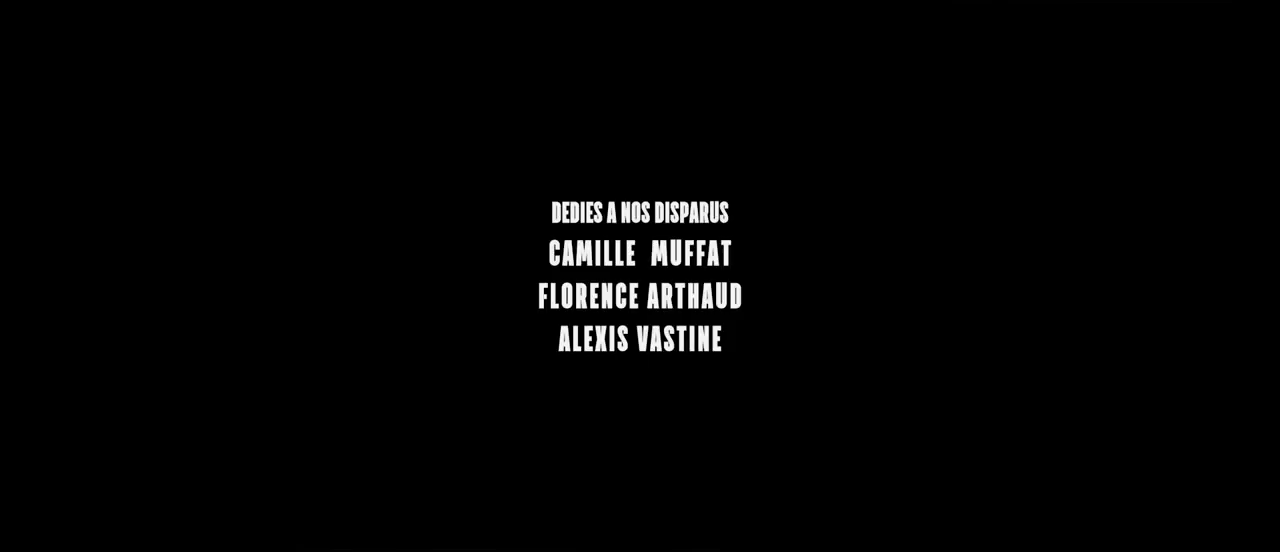 DEDIES A NOS DISPARUS
CAMILLE MUFFAT
FLORENCE ARTHAUD
ALEXIS VASTINE